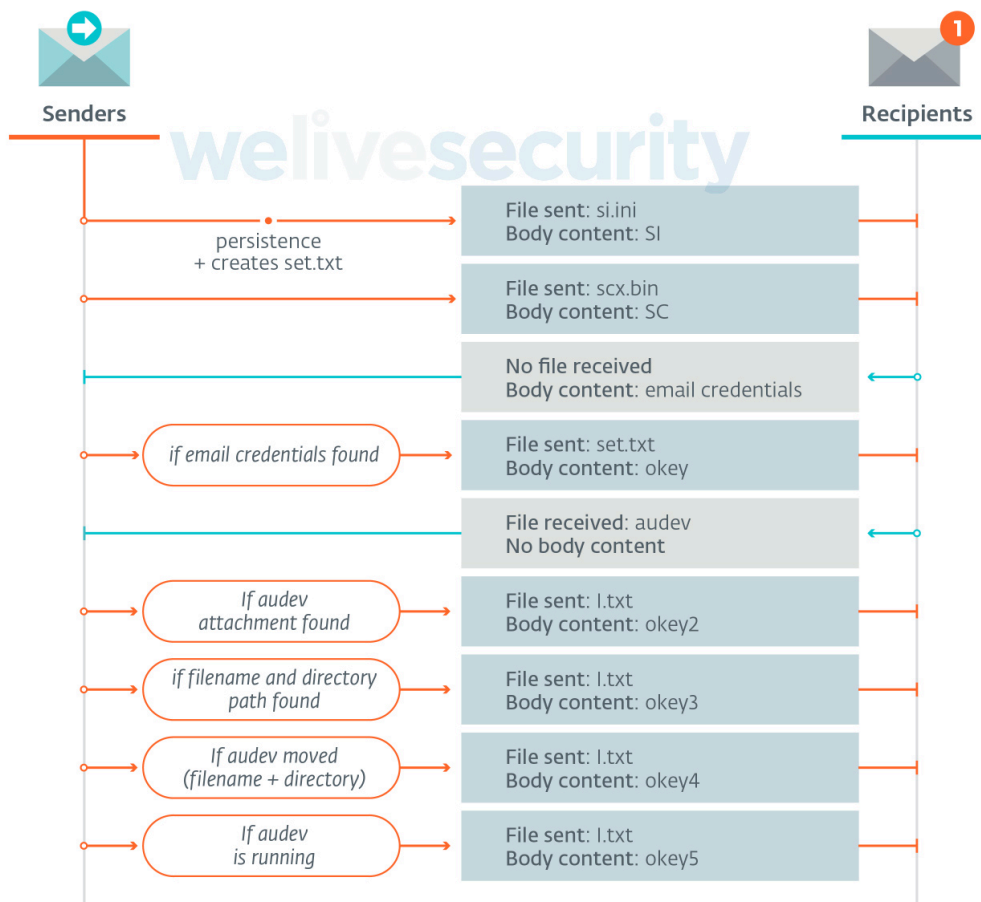 1
Senders
Recipients
welivesecurity
File sent: si.ini
Body content: SI
persistence
+ creates set.txt
File sent: scx.bin
Body content: SC
No file received
Body content: email credentials
if email credentials found
File sent: set.txt
Body content: okey
File received: audev
No body content
If audev
attachment found
File sent: l.txt
Body content: okey2
if filename and directory
path found
File sent: l.txt
Body content: okey3
If audev moved
(filename + directory)
File sent: l.txt
Body content: okey4
If audev
is running
File sent: l.txt
Body content: okey5